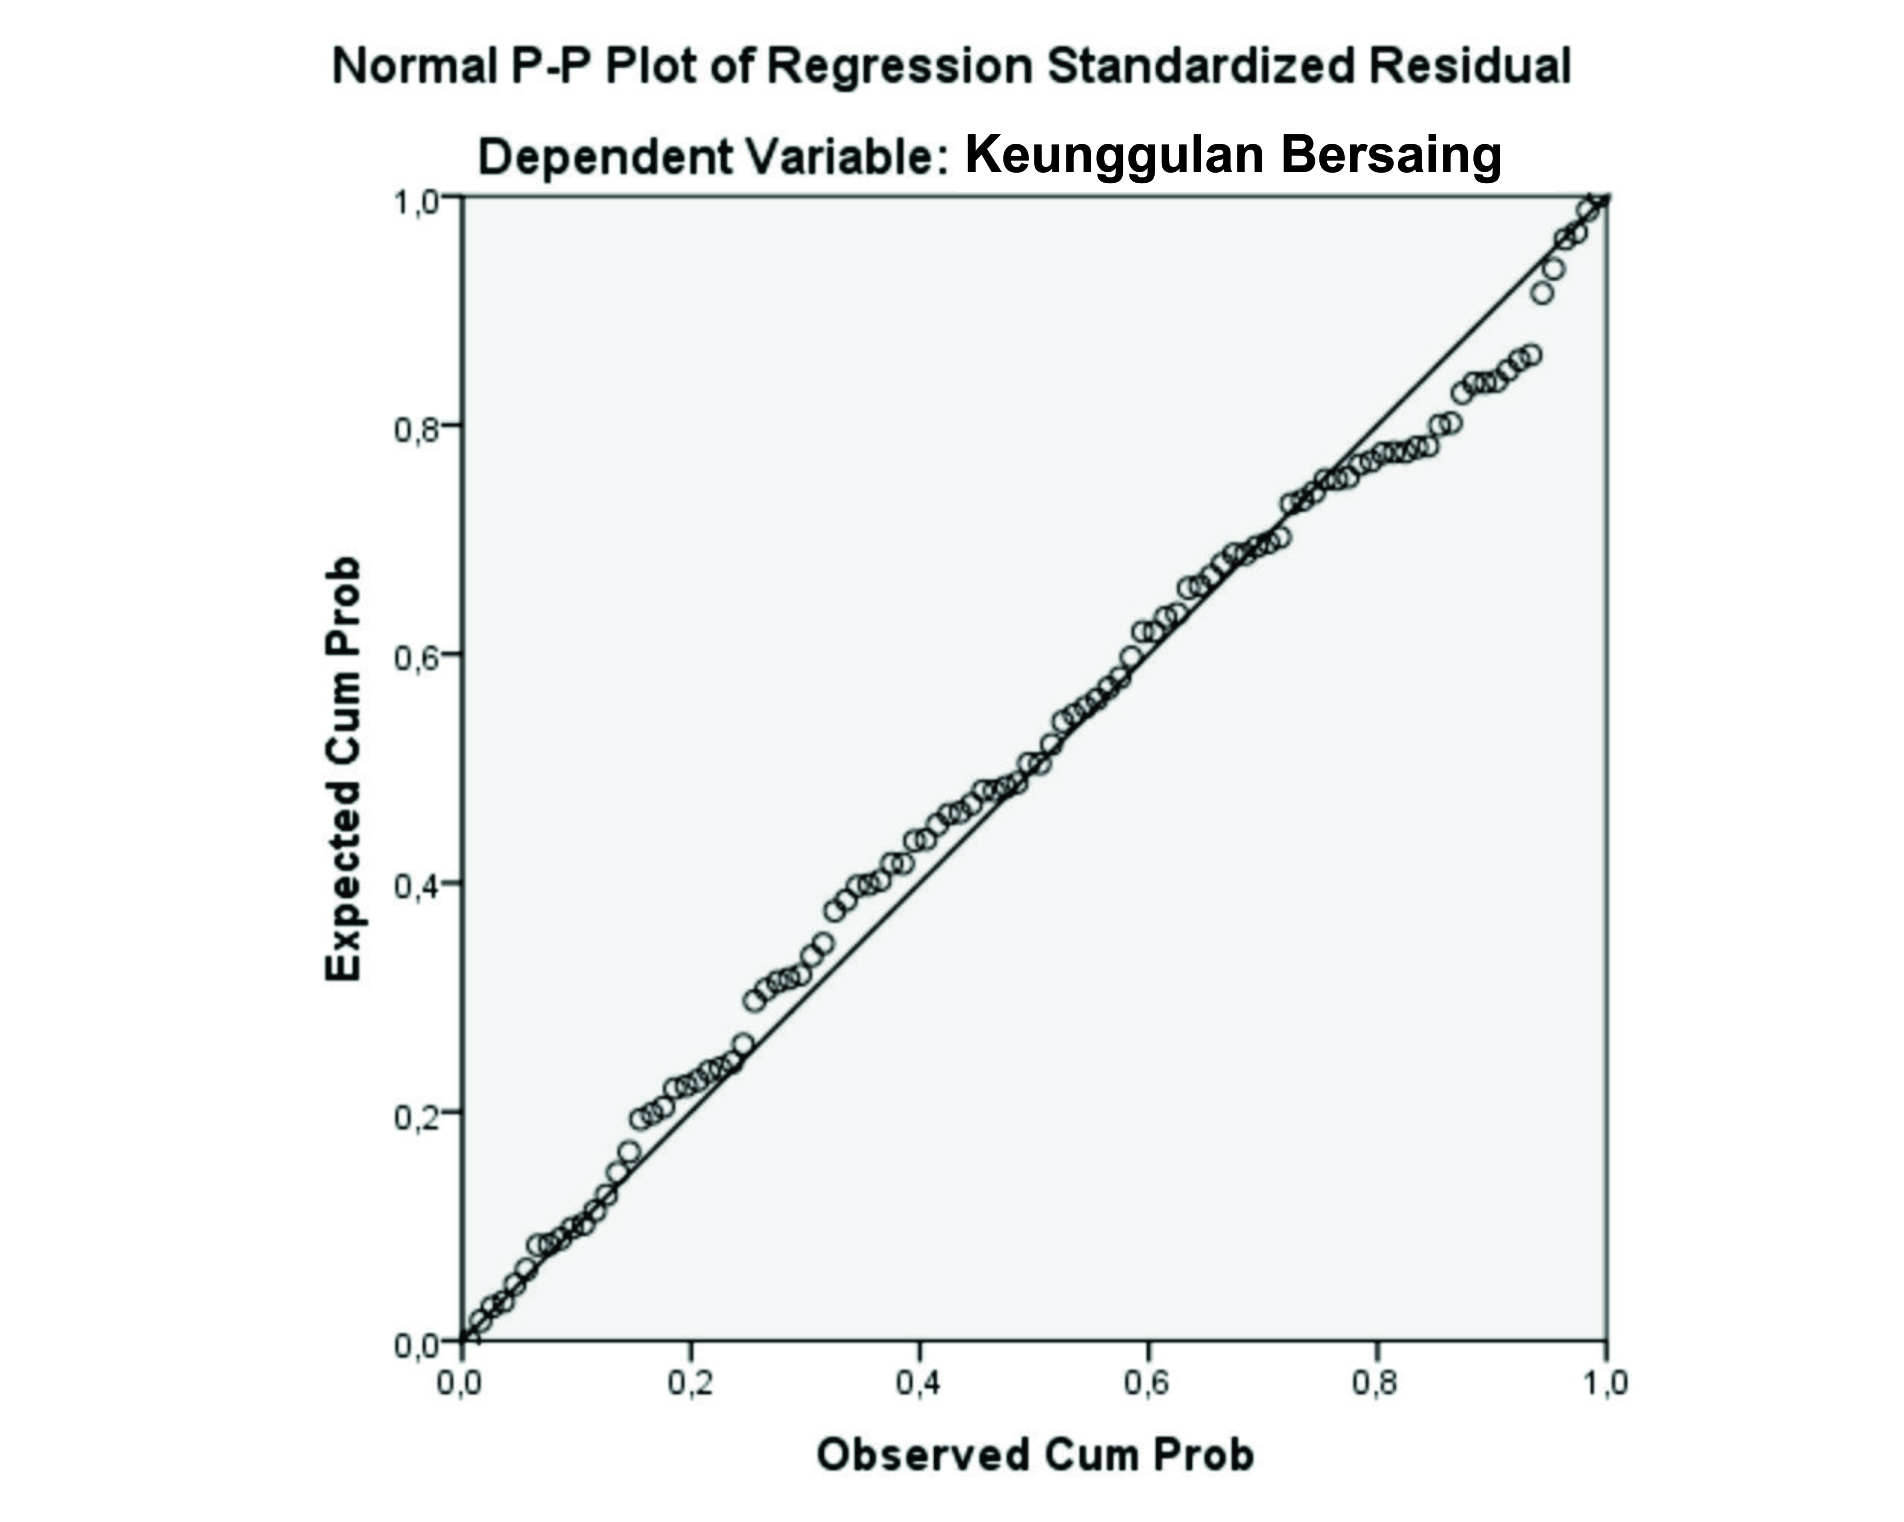 Normal P-P Plot of Regression Standardized Residual
Dependent Variable: Keunggulan Bersaing
1,0
0,8
0,6
0,4
0,2
0,0
Expected Cum Prob
0,0 0,2 0,4 0,6 0,8 1,0
Observed Cum Prob